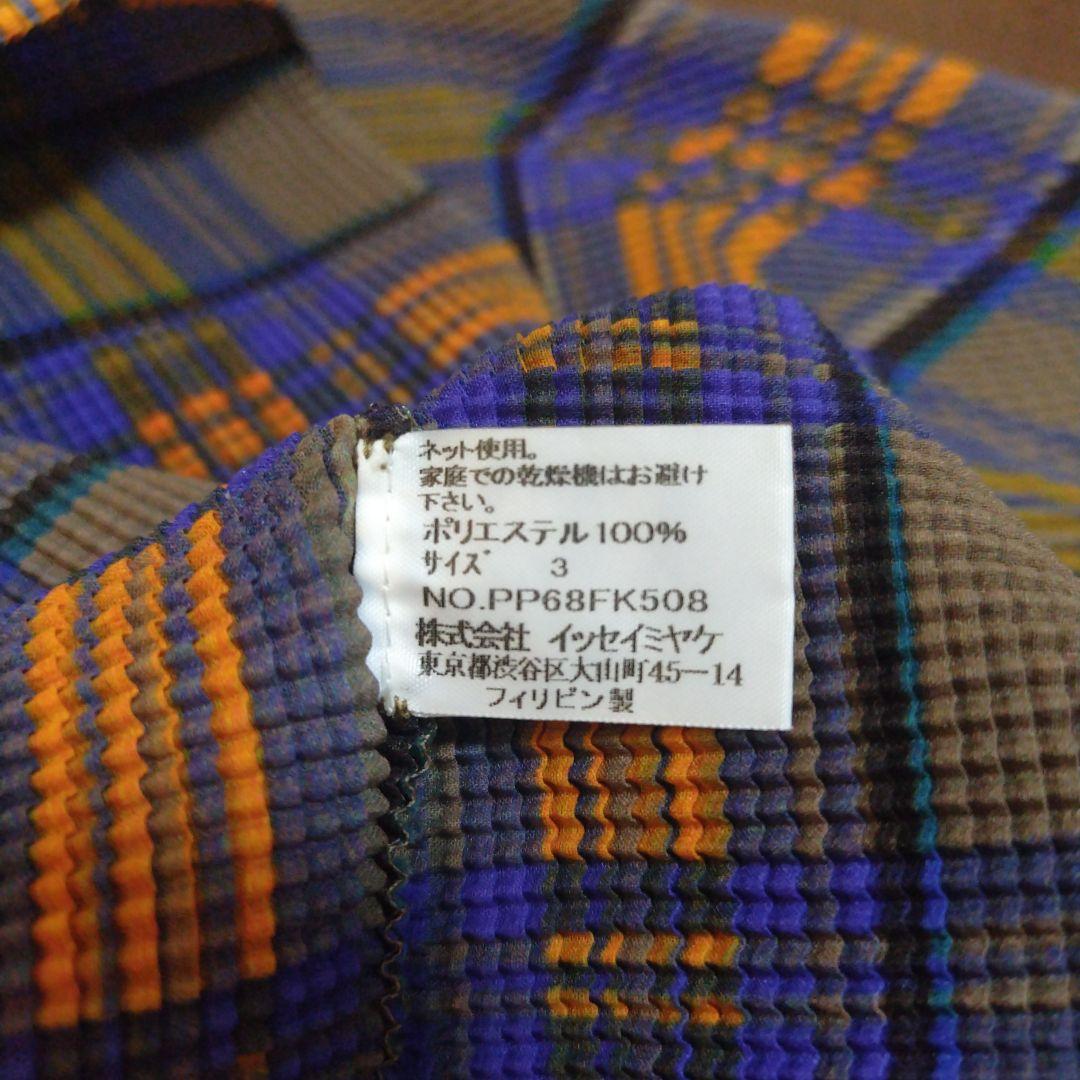 ネット使用。
家庭での乾燥機はお避け
下さい。
ポリエステル100%
サイズ 3
NO.PP68FK508
株式会社 イッセイミヤケ
東京都渋谷区大山町45-14
フィリピン製